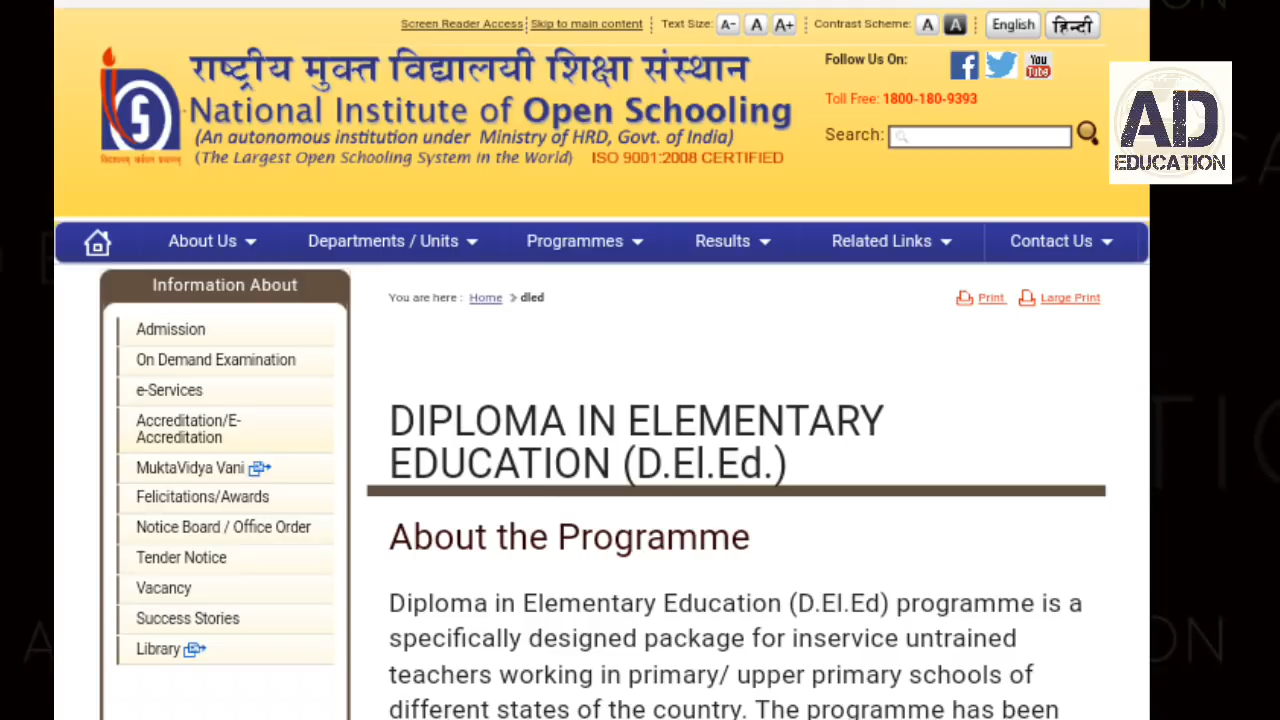 Screen Reader Access Skip to main content Text Size: A- A A+ Contrast Scheme: A A English हिन्दी
राष्ट्रीय मुक्त विद्यालयी शिक्षा संस्थान
National Institute of Open Schooling
(An autonomous institution under Ministry of HRD, Govt. of India)
(The Largest Open Schooling System in the World) ISO 9001:2008 CERTIFIED
Follow Us On:
You Tube
Toll Free: 1800-180-9393
Search:
AD
EDUCATION
About Us Departments / Units Programmes Results Related Links Contact Us
Information About
Admission
On Demand Examination
e-Services
Accreditation/E-
Accreditation
MuktaVidya Vani
Felicitations/Awards
Notice Board / Office Order
Tender Notice
Vacancy
Success Stories
Library
You are here : Home dled
Print Large Print
DIPLOMA IN ELEMENTARY
EDUCATION (D.El.Ed.)
About the Programme
Diploma in Elementary Education (D.El.Ed) programme is a
specifically designed package for inservice untrained
teachers working in primary/ upper primary schools of
different states of the country. The programme has been